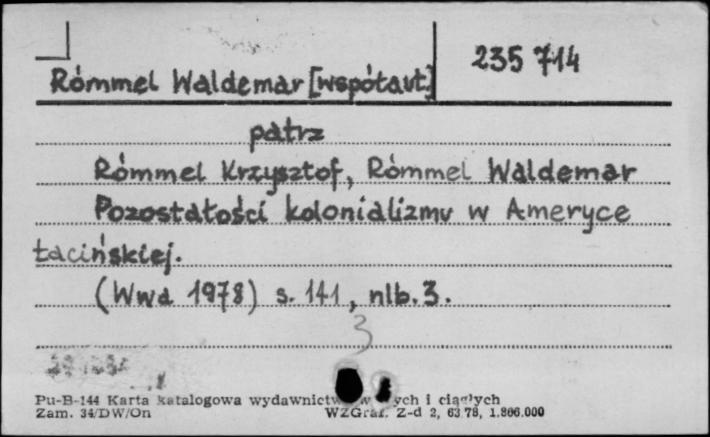 235 714
Rómmel Waldemar [współaut.]
patrz
Rómmel Krzysztof, Rómmel Waldemar
Pozostałości kolonializmu w Ameryce
Łacińskiej.
(Wwa 1978) s. 141, nlb. 3.
3
Pu-B-144 Karta katalogowa wydawnictw ych i ciągłych
Zam. 34/DW/On WZGraf. Z-d 2, 63 78, 1.866.000